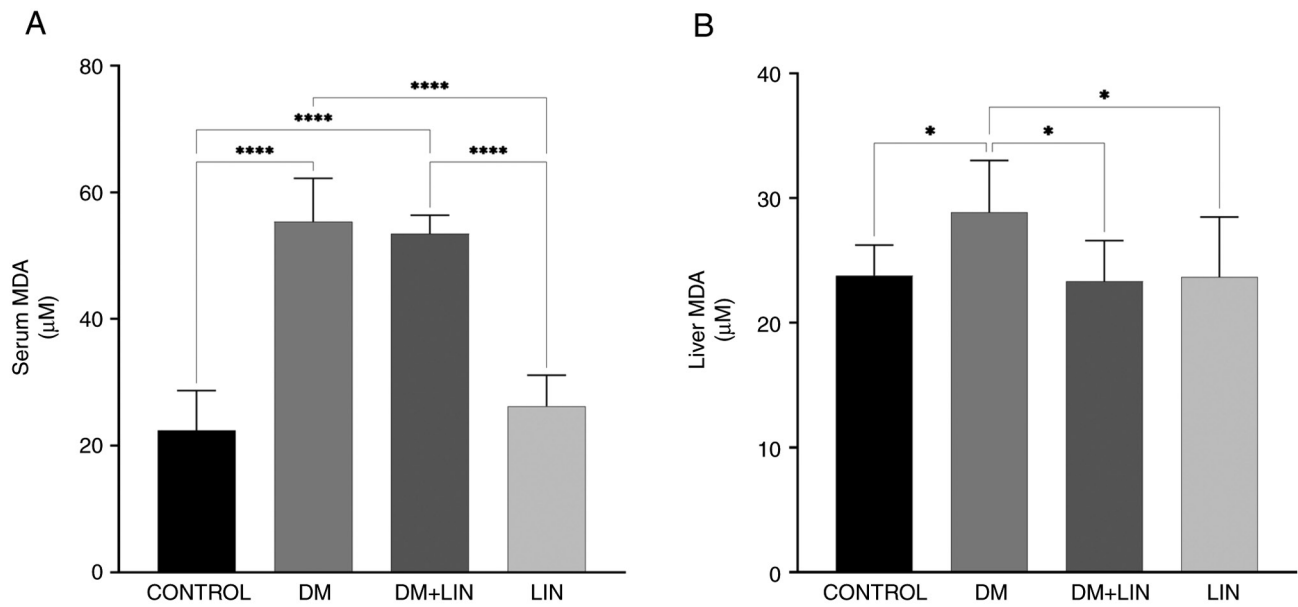 A
80
60
40
20
0
Serum MDA
(µM)
****
****
****
****
CONTROL DM DM+LIN LIN
B
40
30
20
10
0
Liver MDA
(µM)
*
*
*
CONTROL DM DM+LIN LIN